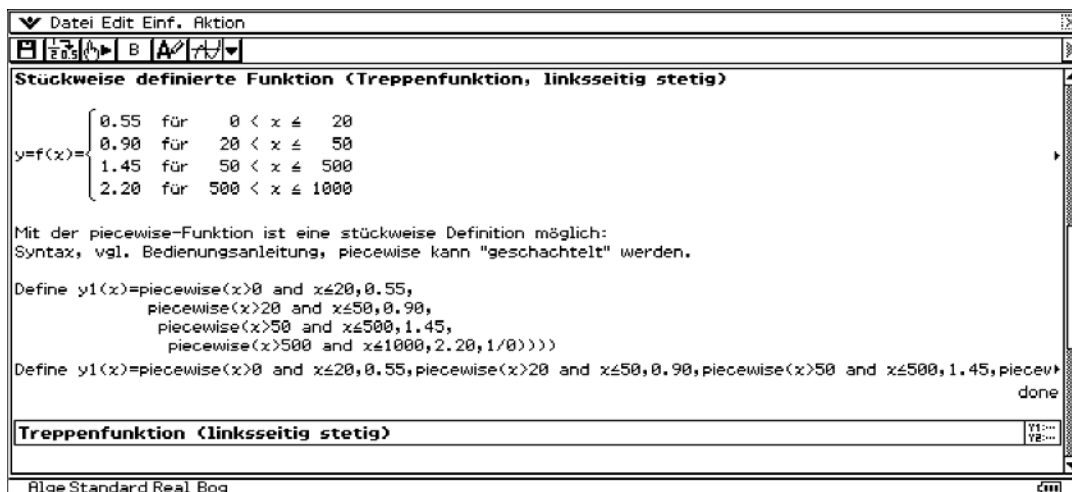 Datei Edit Einf. Aktion
B
Stückweise definierte Funktion (Treppenfunktion, linksseitig stetig)
0.55 für 0 < x ≤ 20
0.90 für 20 < x ≤ 50
y=f(x)={
1.45 für 50 < x ≤ 500
2.20 für 500 < x ≤ 1000
Mit der piecewise-Funktion ist eine stückweise Definition möglich:
Syntax, vgl. Bedienungsanleitung, piecewise kann "geschachtelt" werden.
Define y1(x)=piecewise(x>0 and x≤20,0.55,
piecewise(x>20 and x≤50,0.90,
piecewise(x>50 and x≤500,1.45,
piecewise(x>500 and x≤1000,2.20,1/0))))
Define y1(x)=piecewise(x>0 and x≤20,0.55,piecewise(x>20 and x≤50,0.90,piecewise(x>50 and x≤500,1.45,piecew
done
Treppenfunktion (linksseitig stetig)
Y1:...
Y2:...
Alge Standard Real Bog